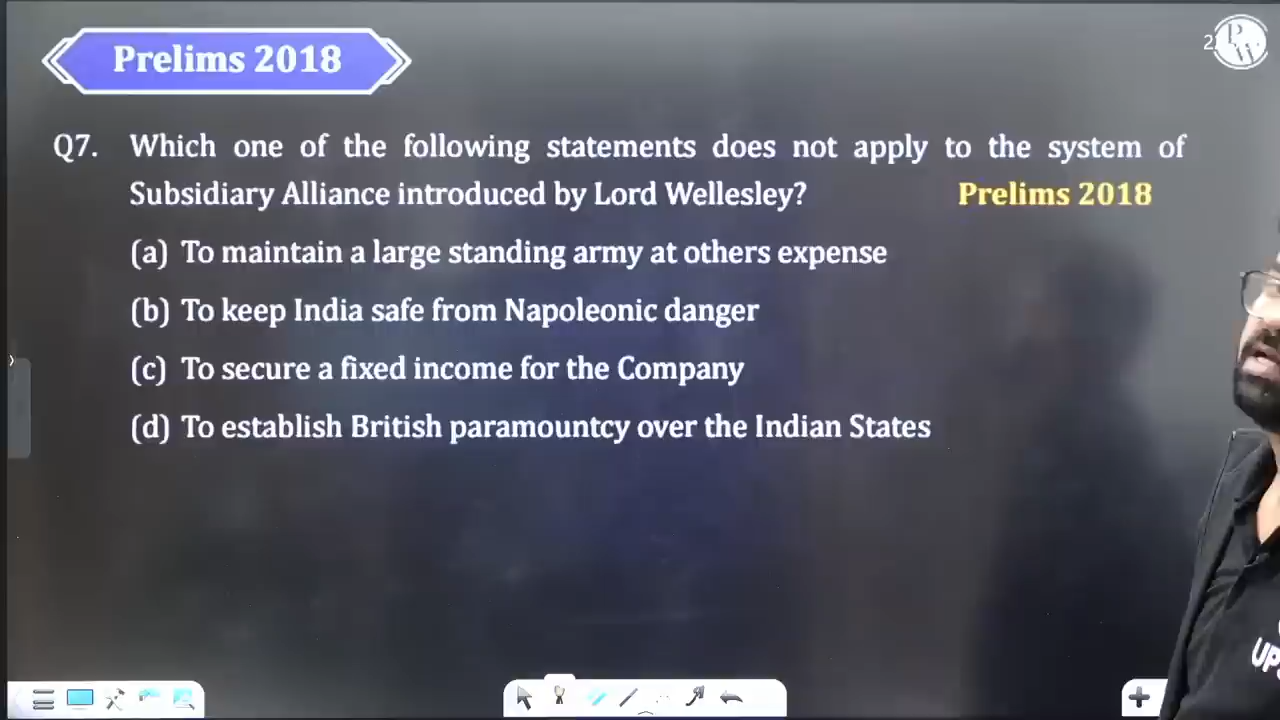 Prelims 2018
Q7. Which one of the following statements does not apply to the system of
Subsidiary Alliance introduced by Lord Wellesley? Prelims 2018
(a) To maintain a large standing army at others expense
(b) To keep India safe from Napoleonic danger
(c) To secure a fixed income for the Company
(d) To establish British paramountcy over the Indian States